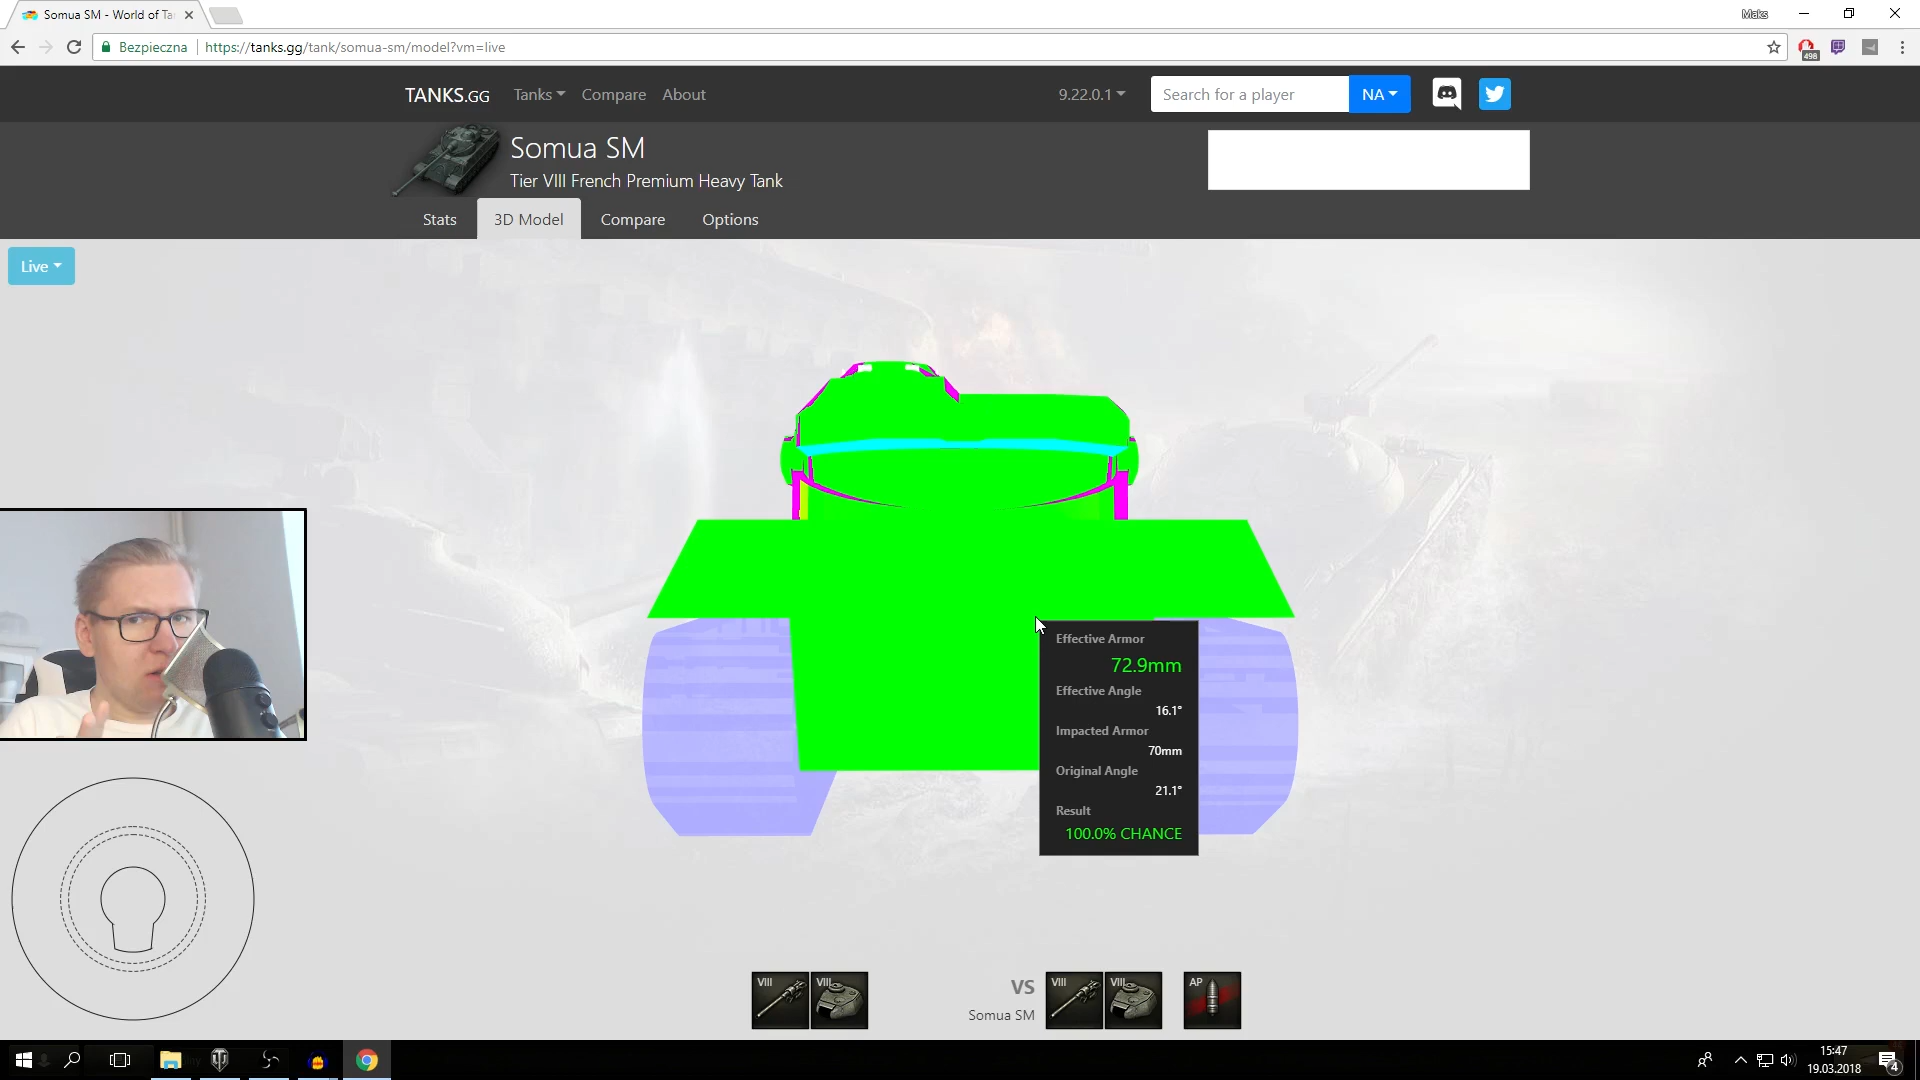 Somua SM - World of Ta
Maks
Bezpieczna
https://tanks.gg/tank/somua-sm/model?vm=live
498
TANKS.GG
Tanks
Compare
About
9.22.0.1
Search for a player
NA
Somua SM
Tier VIII French Premium Heavy Tank
Stats
3D Model
Compare
Options
Live
Effective Armor
72.9mm
Effective Angle
16.1°
Impacted Armor
70mm
Original Angle
21.1°
Result
100.0% CHANCE
VIII
VIII
VS
Somua SM
VIII
VIII
AP
15:47
19.03.2018
4